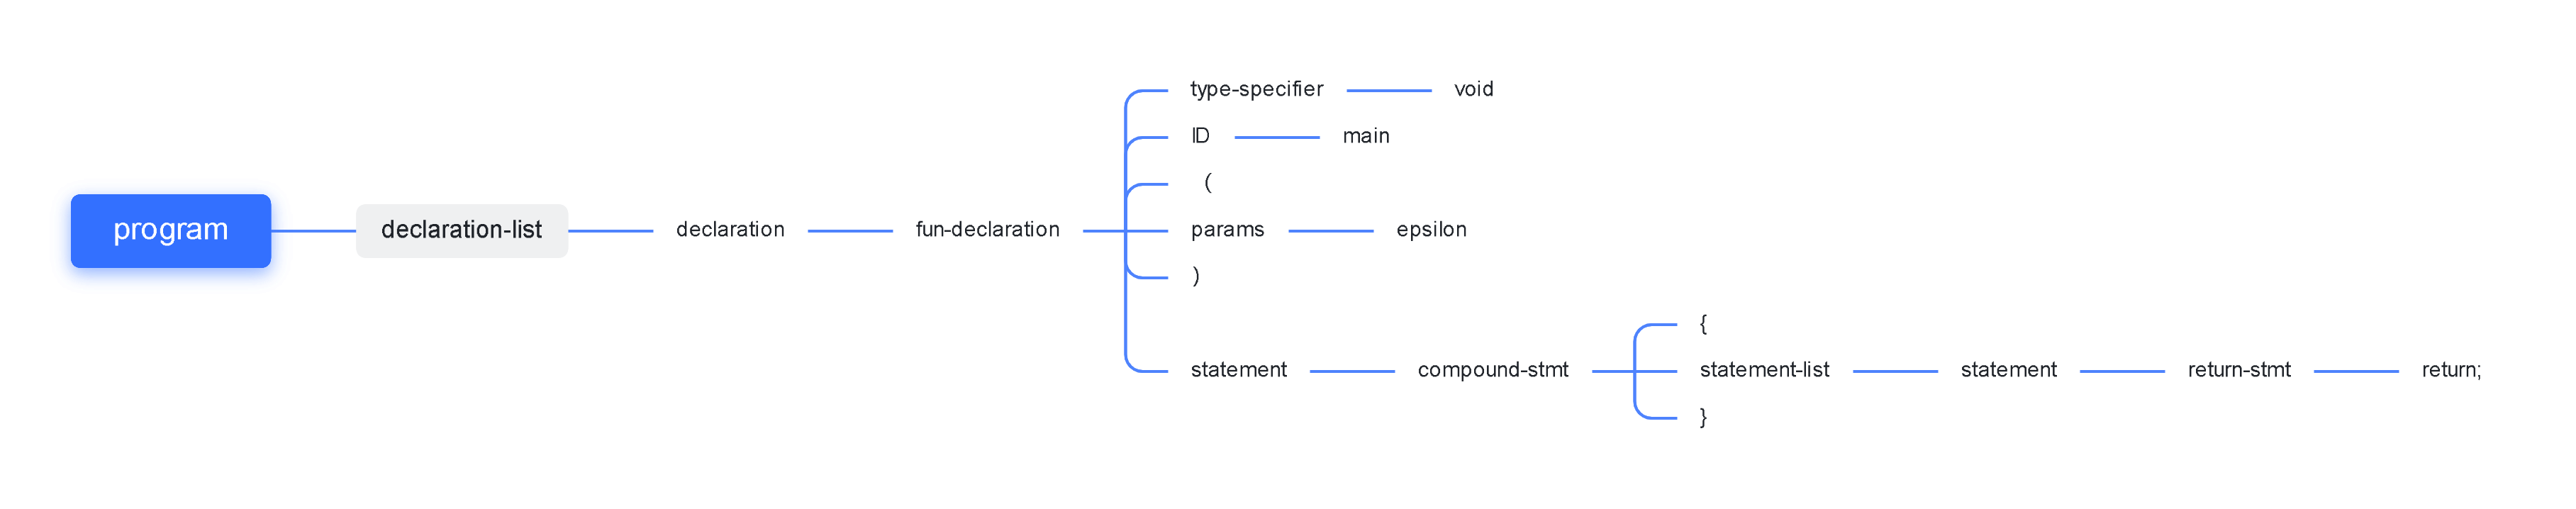 program
declaration-list
declaration
fun-declaration
type-specifier void
ID main
(
params epsilon
)
statement compound-stmt
{
statement-list statement return-stmt return;
}